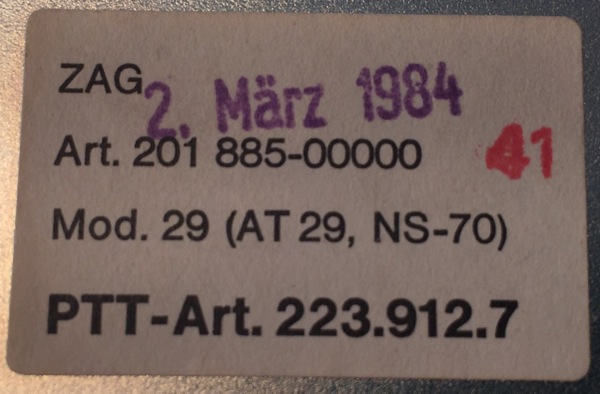 ZAG 2. März 1984
Art. 201 885-00000 41
Mod. 29 (AT 29, NS-70)
PTT-Art. 223.912.7